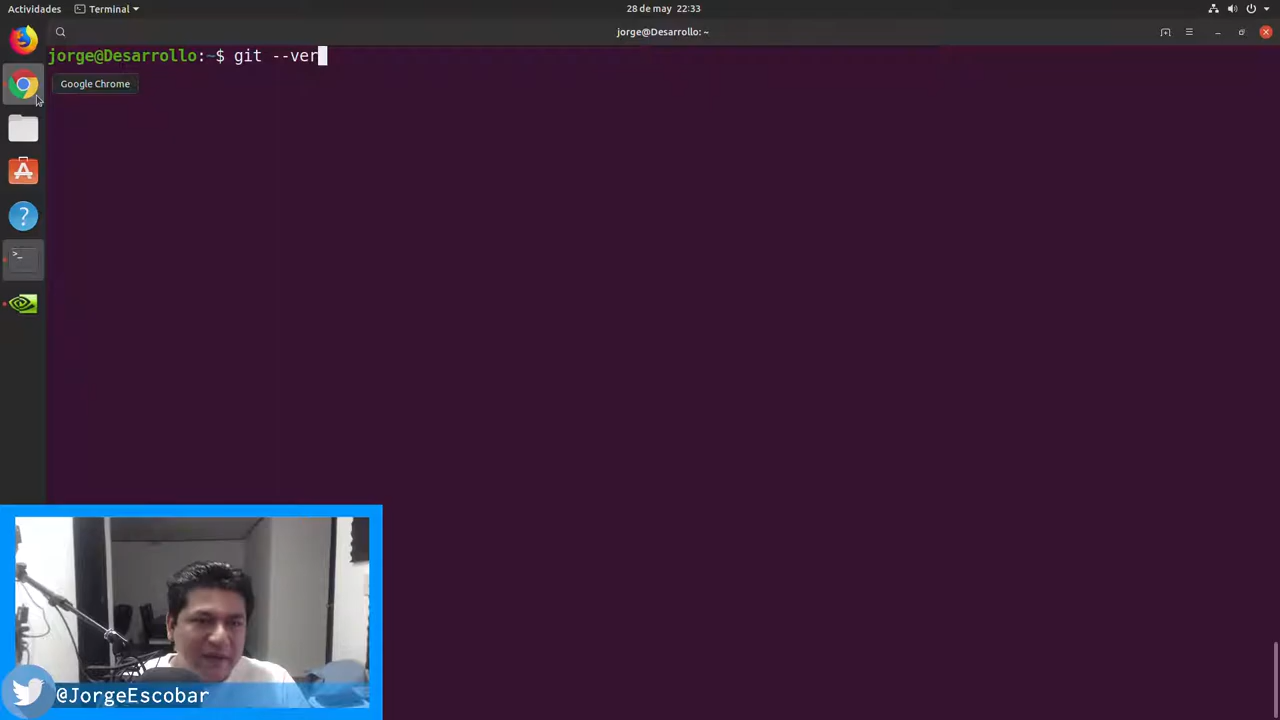 Actividades
Terminal
28 de may 22:33
jorge@Desarrollo: ~
jorge@Desarrollo:~$ git --ver
Google Chrome
@JorgeEscobar